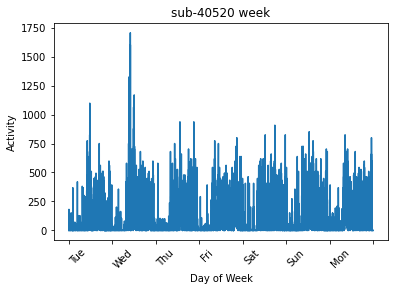 sub-40520 week
1750
1500
1250
1000
750
500
250
0
Activity
Tue
Wed
Thu
Fri
Sat
Sun
Mon
Day of Week